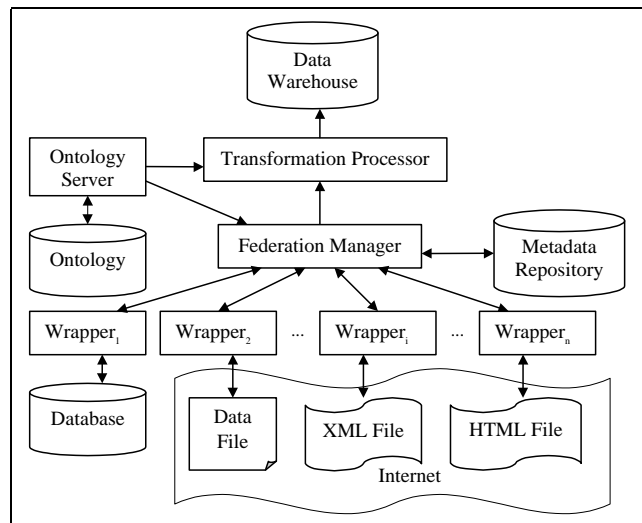 Data
Warehouse
Ontology
Server
Transformation Processor
Ontology
Federation Manager
Metadata
Repository
Wrapper₁
Wrapper₂
...
Wrapperᵢ
...
Wrapperₙ
Database
Data
File
XML File
HTML File
Internet